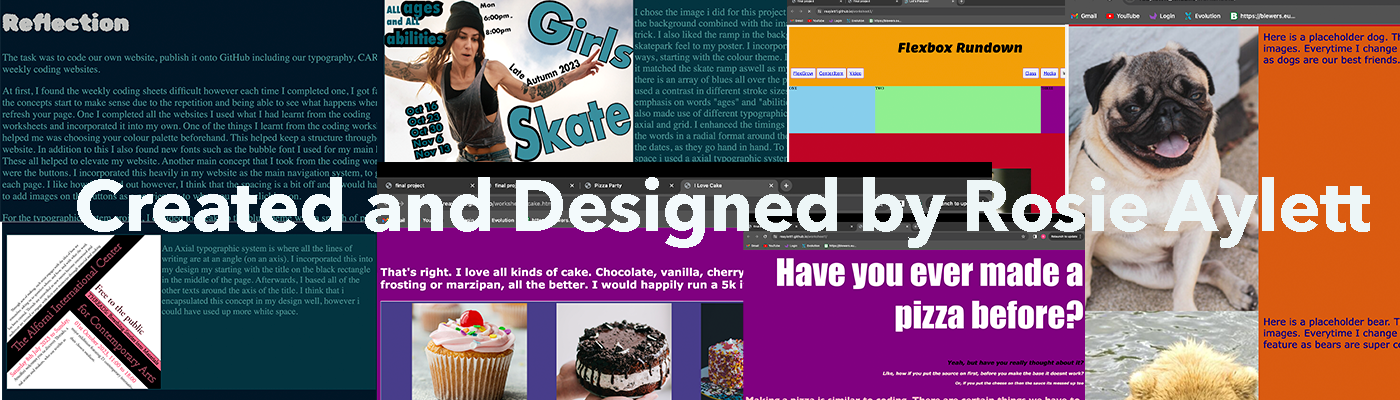 Reflection
The task was to code our own website, publish it onto GitHub including our typography, CAR
weekly coding websites.
At first, I found the weekly coding sheets difficult however each time I completed one, I got fa
the concepts start to make sense due to the repetition and being able to see what happens when
refresh your page. One I completed all the websites I used what I had learnt from the coding
worksheets and incorporated it into my own. One of the things I learnt from the coding works
helped me was choosing your colour palette beforehand. This helped keep a structure through
website. In addition to this I also found new fonts such as the bubble font I used for my main
These all helped to elevate my website. Another main concept that I took from the coding wor
were the buttons. I incorporated this heavily in my website as the main navigation system, to
each page. I like how out however, I think that the spacing is a bit off and
to add images on the buttons as
For the typographic
ALL ages
and ALL
abilities
Mon
6:00pm
8:00pm
Girls
Late Autumn 2023
Skate
Oct 16
Oct 23
Oct 30
Nov 6
Nov 13
I chose the image i did for this project
the background combined with the im
trick. I also liked the ramp in the back
skatepark feel to my poster. I incorpor
ways, starting with the colour theme. I
it matched the skate ramp aswell as my
there is an array of blues all over the p
used a contrast in different stroke sizes
emphasis on words "ages" and "abiliti
also made use of different typographic
axial and grid. I enhanced the timings
the words in a radial format around the
the dates, as they go hand in hand. To
space i used a axial typographic system
Gmail YouTube Login Evolution https://blewers.eu...
Flexbox Rundown
FlexGrow CenterItem Video Class Media
ONE TWO
Gmail YouTube Login Evolution https://blewers.eu...
Here is a placeholder dog. Th
images. Everytime I change
as dogs are our best friends.
final project final project Pizza Party I Love Cake
Created and Designed by Rosie Aylett
The Alfomi International Center
for Contemporary Arts
Free to the public
An Axial typographic system is where all the lines of
writing are at an angle (on an axis). I incorporated this into
my design my starting with the title on the black rectangle
in the middle of the page. Afterwards, I based all of the
other texts around the axis of the title. I think that i
encapsulated this concept in my design well, however i
could have used up more white space.
That's right. I love all kinds of cake. Chocolate, vanilla, cherry
frosting or marzipan, all the better. I would happily run a 5k i
Have you ever made a
pizza before?
Yeah, but have you really thought about it?
Like, how if you put the source on first, before you make the base it doesnt work?
Or, if you put the cheese on then the sauce its messed up too
Making a pizza is similar to coding. There are certain things we have to
Here is a placeholder bear. T
images. Everytime I change
feature as bears are super co